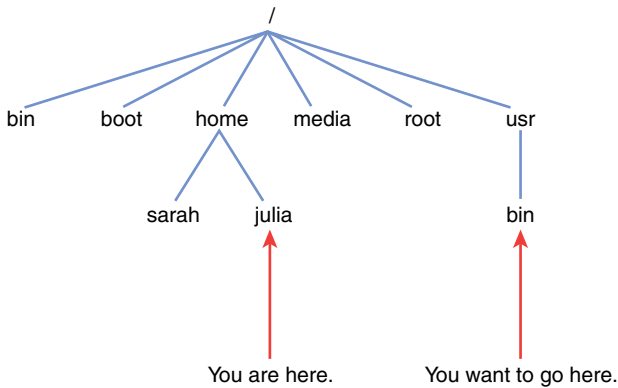 /
bin boot home media root usr
sarah julia bin
You are here. You want to go here.